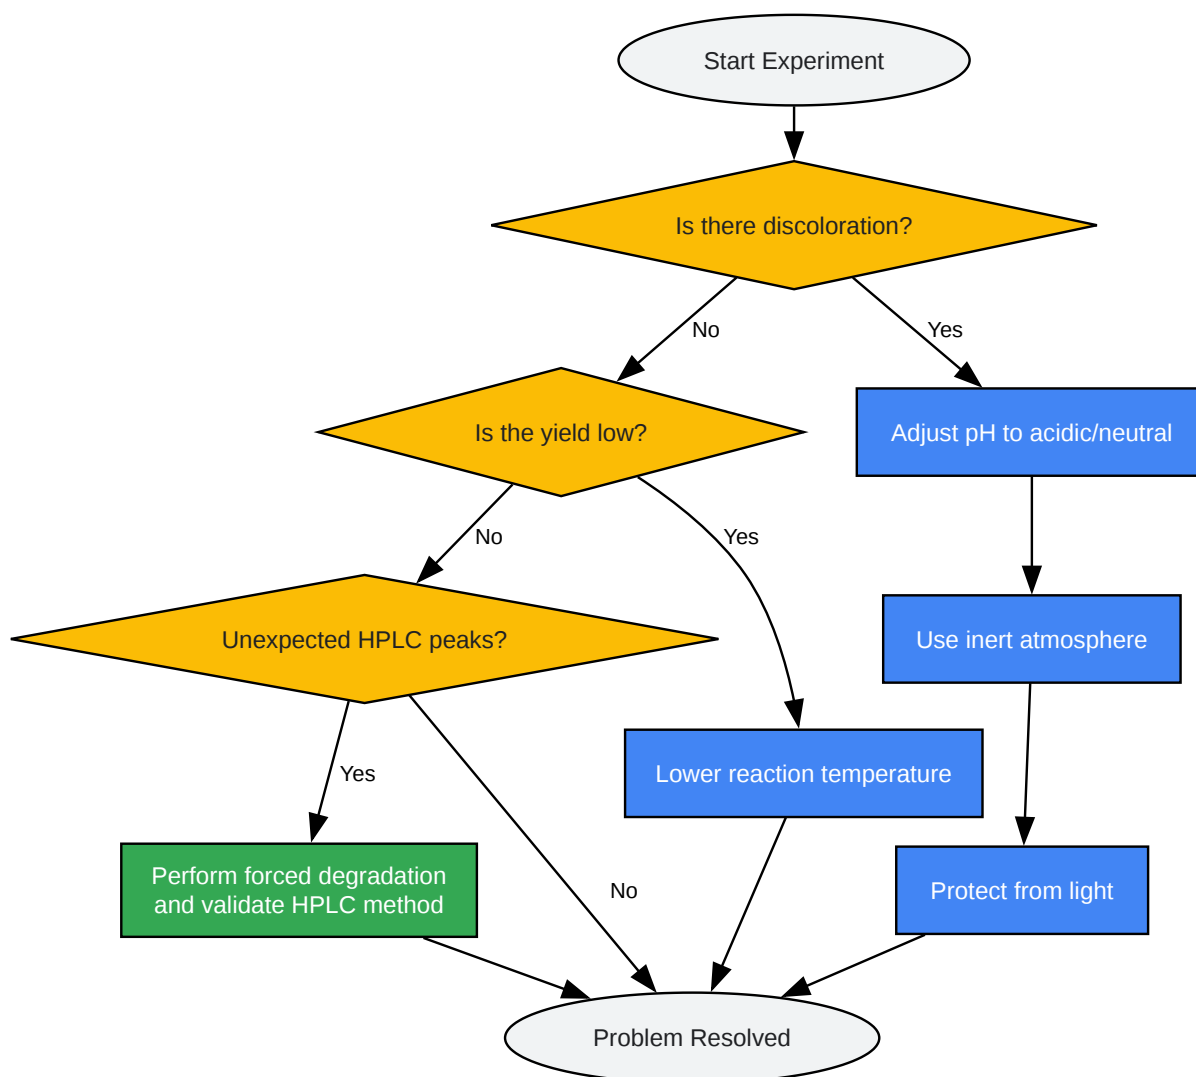 Start Experiment
Is there discoloration?
No
Yes
Is the yield low?
Adjust pH to acidic/neutral
No
Yes
Unexpected HPLC peaks?
Use inert atmosphere
Yes
Lower reaction temperature
Perform forced degradation
and validate HPLC method
No
Protect from light
Problem Resolved